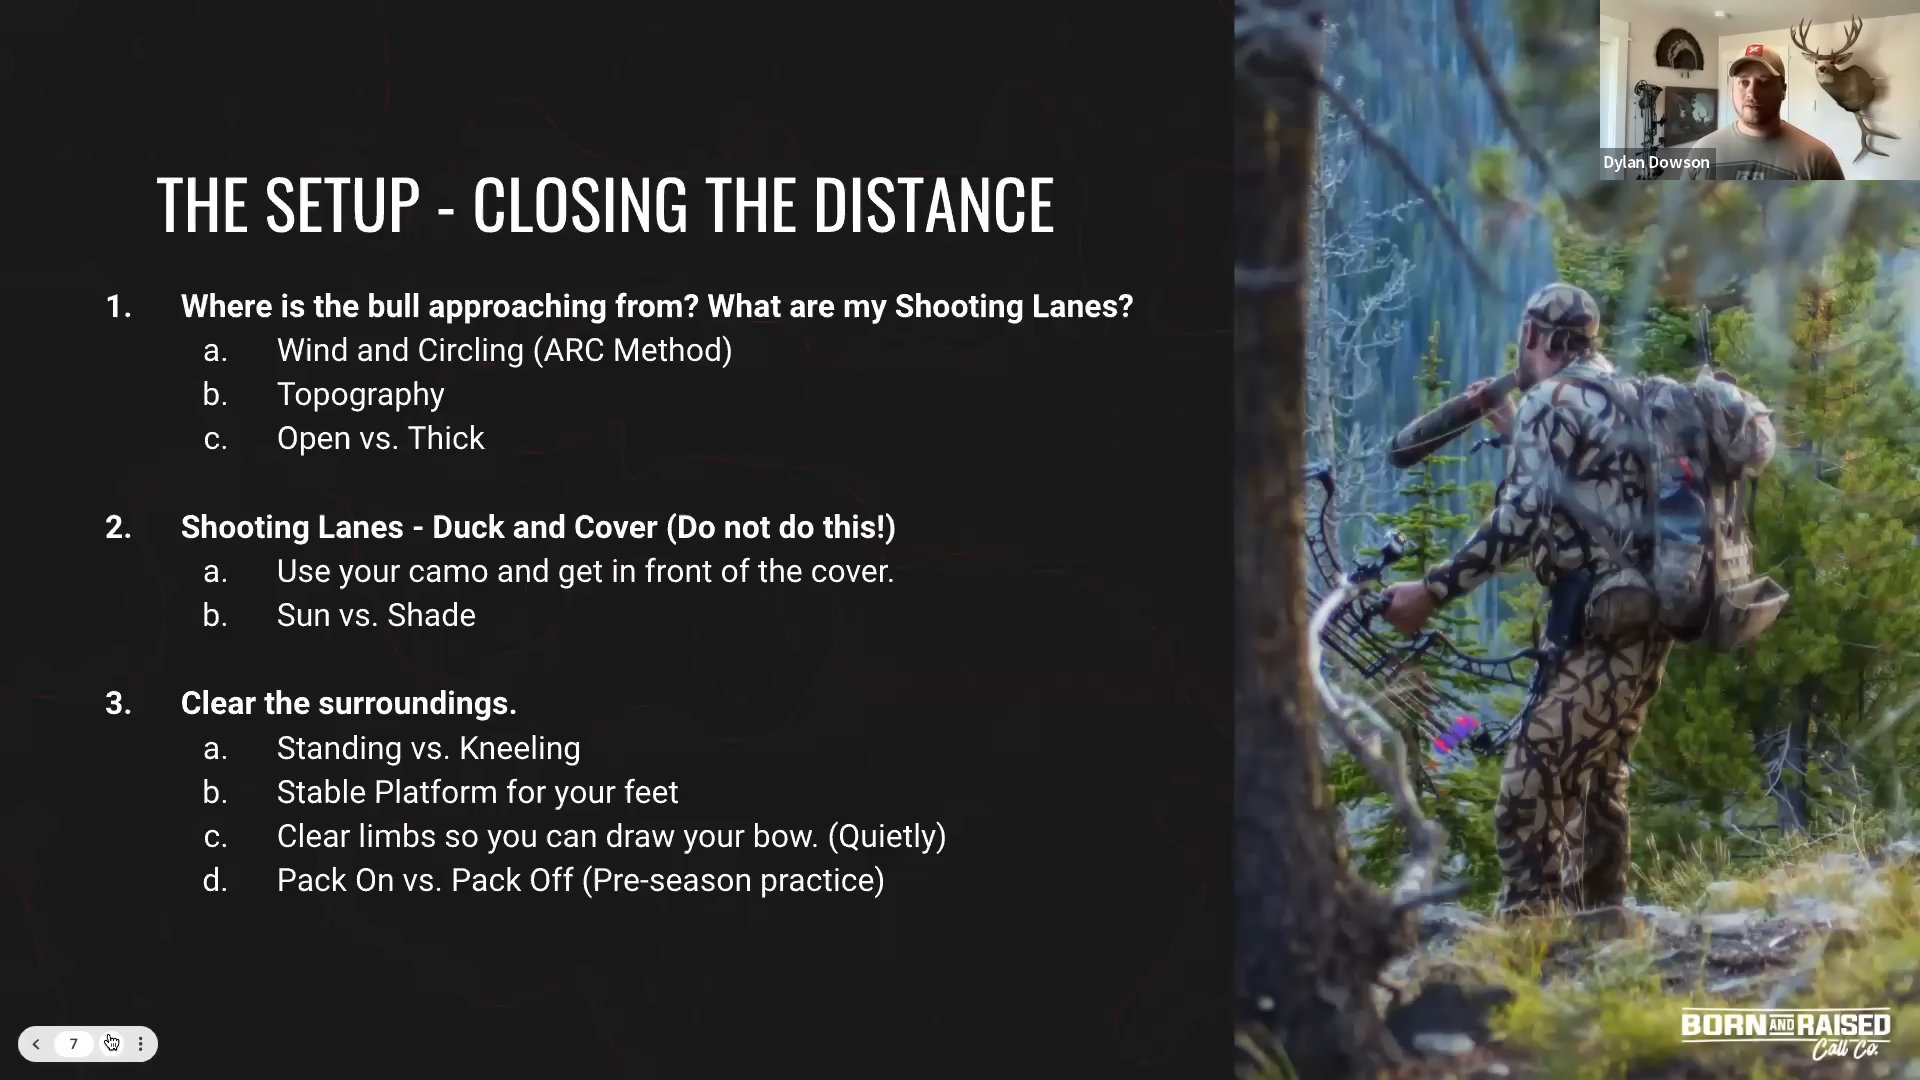 Dylan Dowson
THE SETUP - CLOSING THE DISTANCE
1. Where is the bull approaching from? What are my Shooting Lanes?
a. Wind and Circling (ARC Method)
b. Topography
c. Open vs. Thick
2. Shooting Lanes - Duck and Cover (Do not do this!)
a. Use your camo and get in front of the cover.
b. Sun vs. Shade
3. Clear the surroundings.
a. Standing vs. Kneeling
b. Stable Platform for your feet
c. Clear limbs so you can draw your bow. (Quietly)
d. Pack On vs. Pack Off (Pre-season practice)
7
BORN AND RAISED
Call Co.